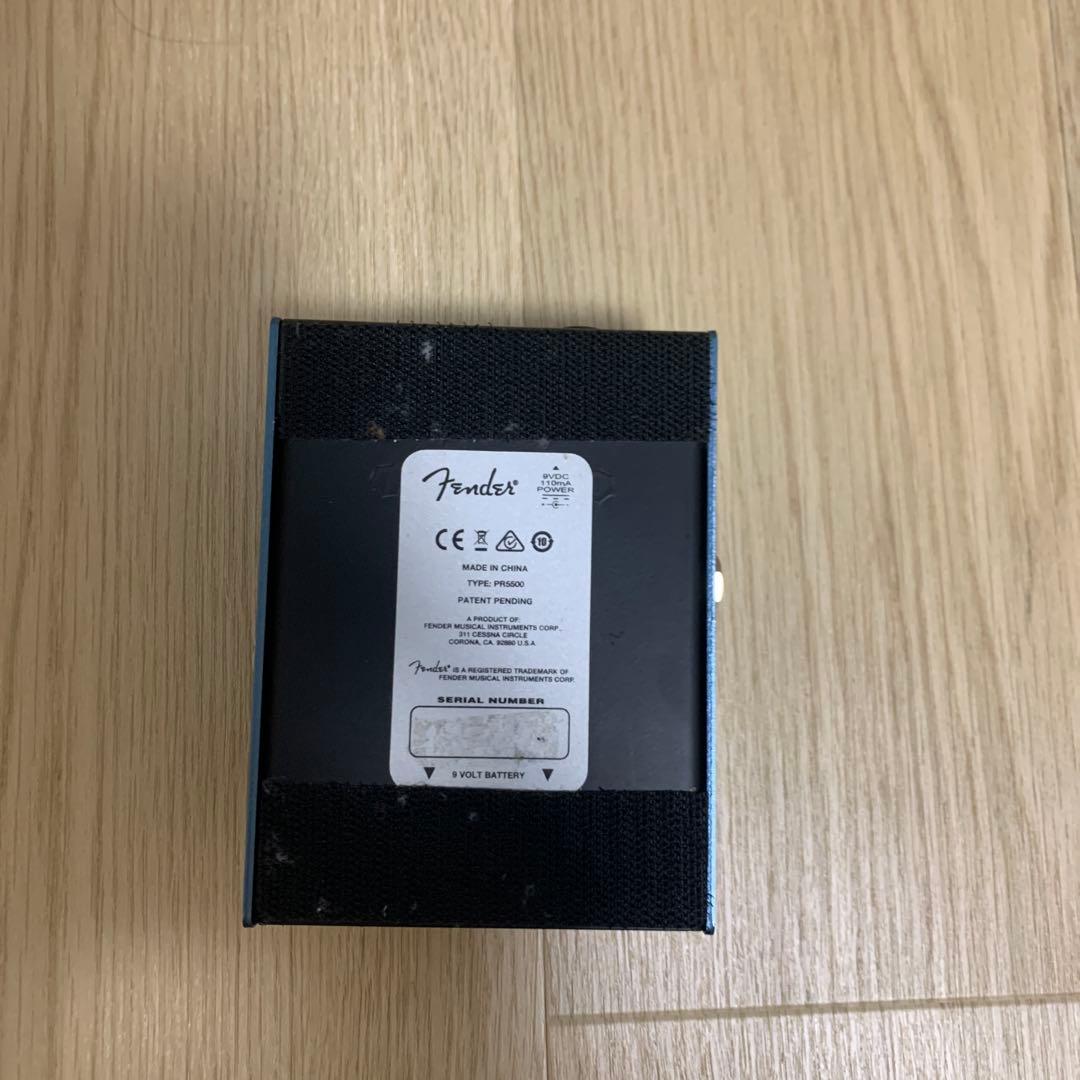 Fender®
9VDC
110mA
POWER
CE
10
MADE IN CHINA
TYPE: PR5500
PATENT PENDING
A PRODUCT OF:
FENDER MUSICAL INSTRUMENTS CORP.
311 CESSNA CIRCLE
CORONA, CA. 92880 U.S.A.
Fender® IS A REGISTERED TRADEMARK OF
FENDER MUSICAL INSTRUMENTS CORP.
SERIAL NUMBER
9 VOLT BATTERY